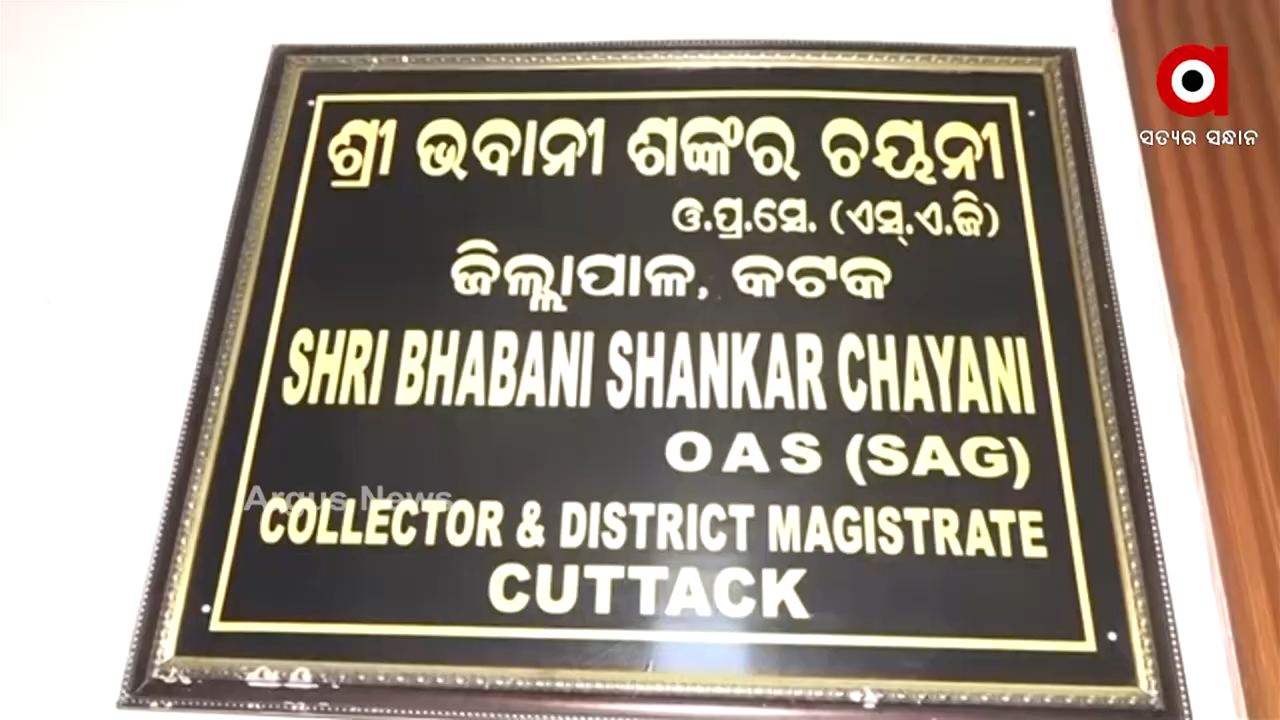 ଶ୍ରୀ ଭବାନୀ ଶଙ୍କର ଚୟନୀ
ଓ.ପ୍ର.ସେ. (ଏସ୍.ଏ.ଜି)
ଜିଲ୍ଲାପାଳ, କଟକ
SHRI BHABANI SHANKAR CHAYANI
OAS (SAG)
Argus News
COLLECTOR & DISTRICT MAGISTRATE
CUTTACK
a
ସତ୍ୟର ସନ୍ଧାନ